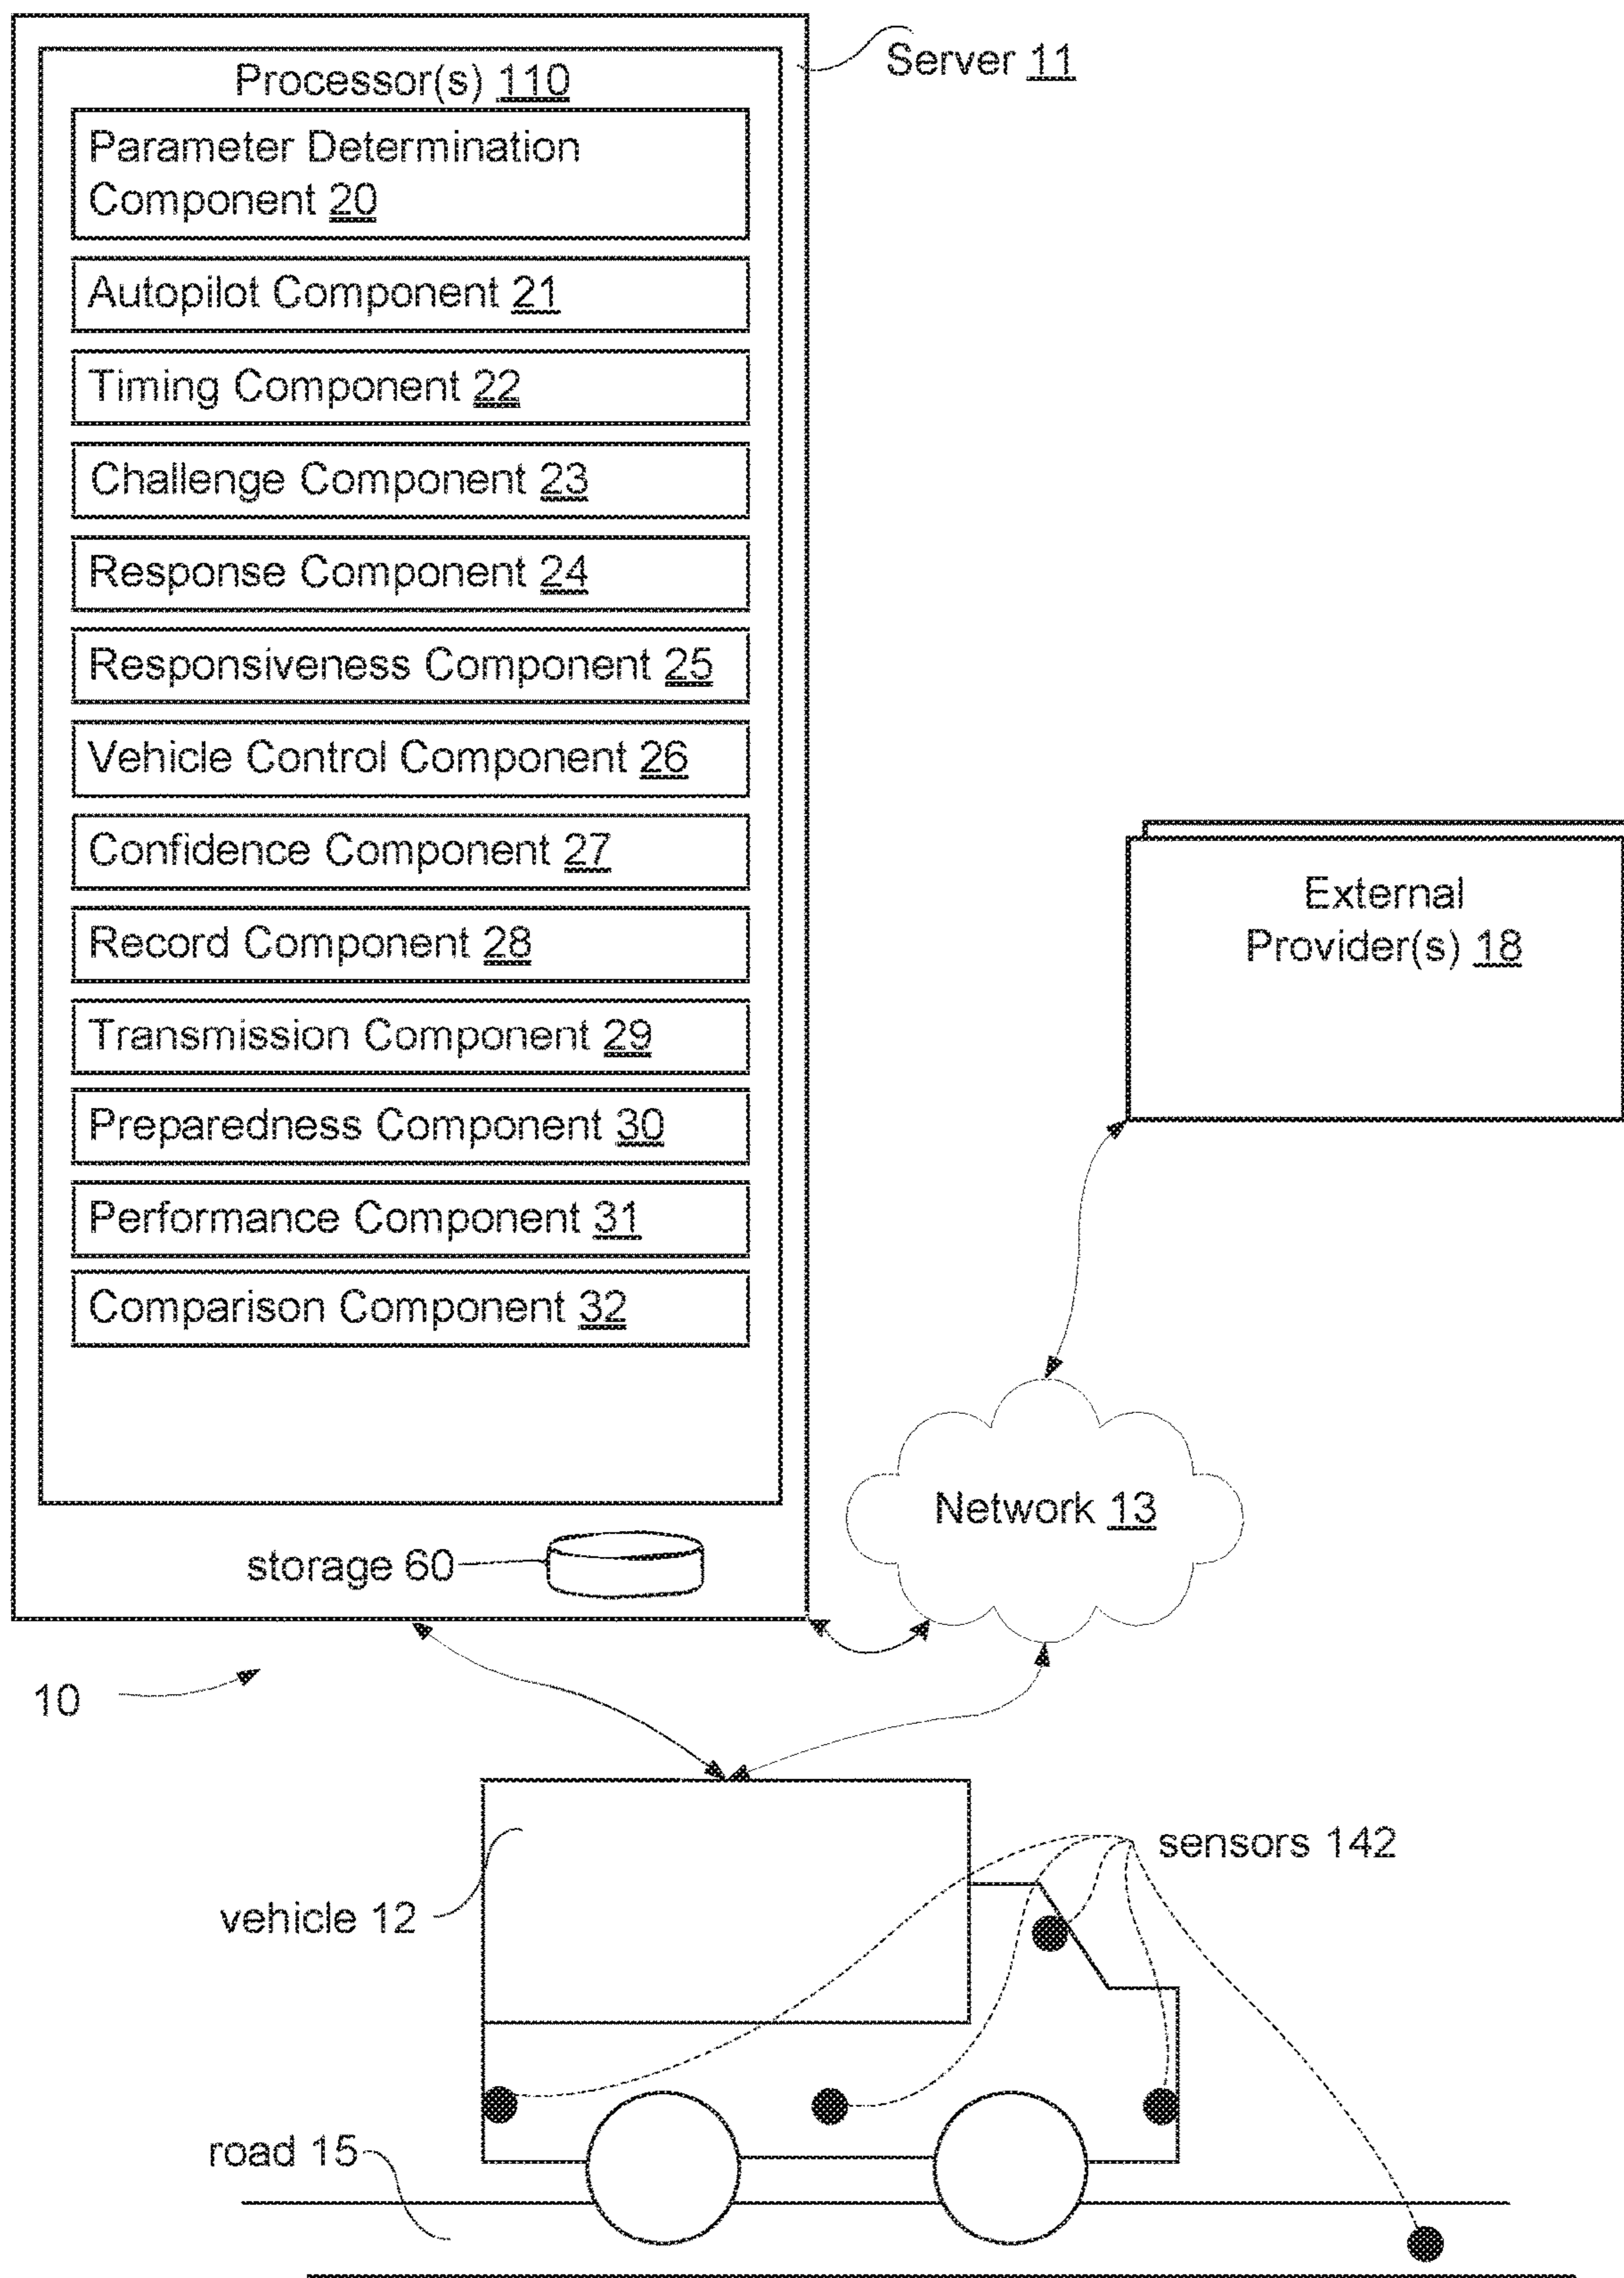 Server 11
Processor(s) 110
Parameter Determination
Component 20
Autopilot Component 21
Timing Component 22
Challenge Component 23
Response Component 24
Responsiveness Component 25
Vehicle Control Component 26
Confidence Component 27
Record Component 28
Transmission Component 29
Preparedness Component 30
Performance Component 31
Comparison Component 32
External
Provider(s) 18
Network 13
storage 60
10
sensors 142
vehicle 12
road 15